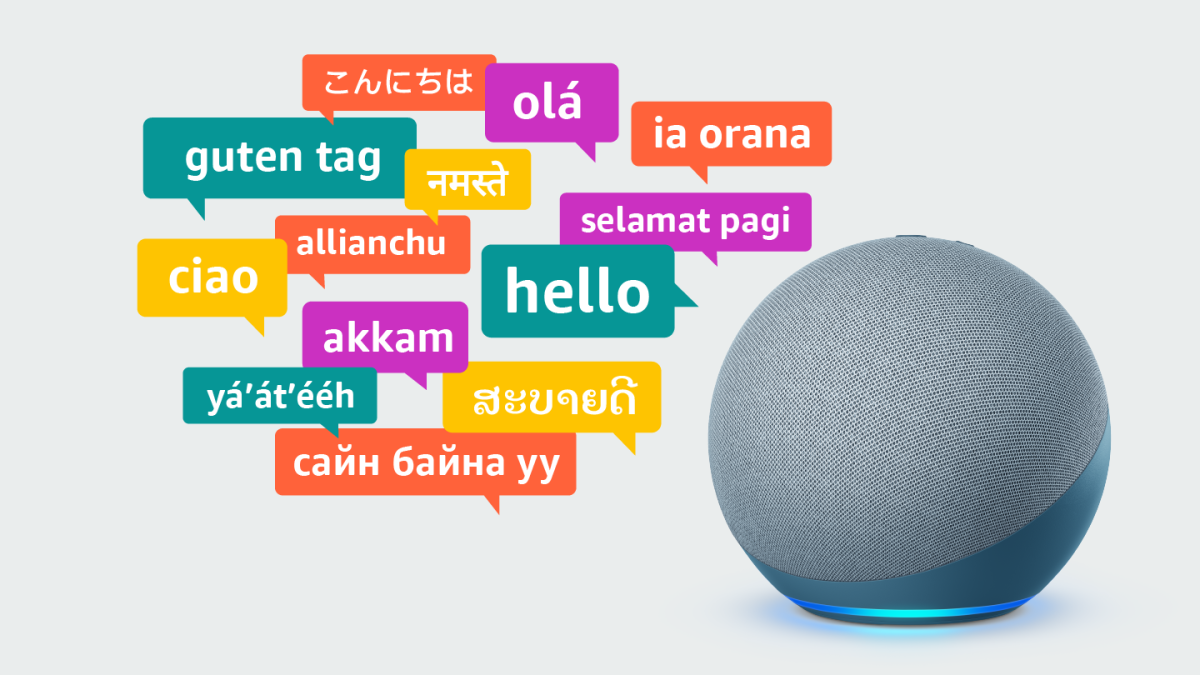 こんにちは
olá
ia orana
guten tag
नमस्ते
selamat pagi
allianchu
ciao
hello
akkam
yá’át’ééh
ສະບາຍດີ
сайн байна уу